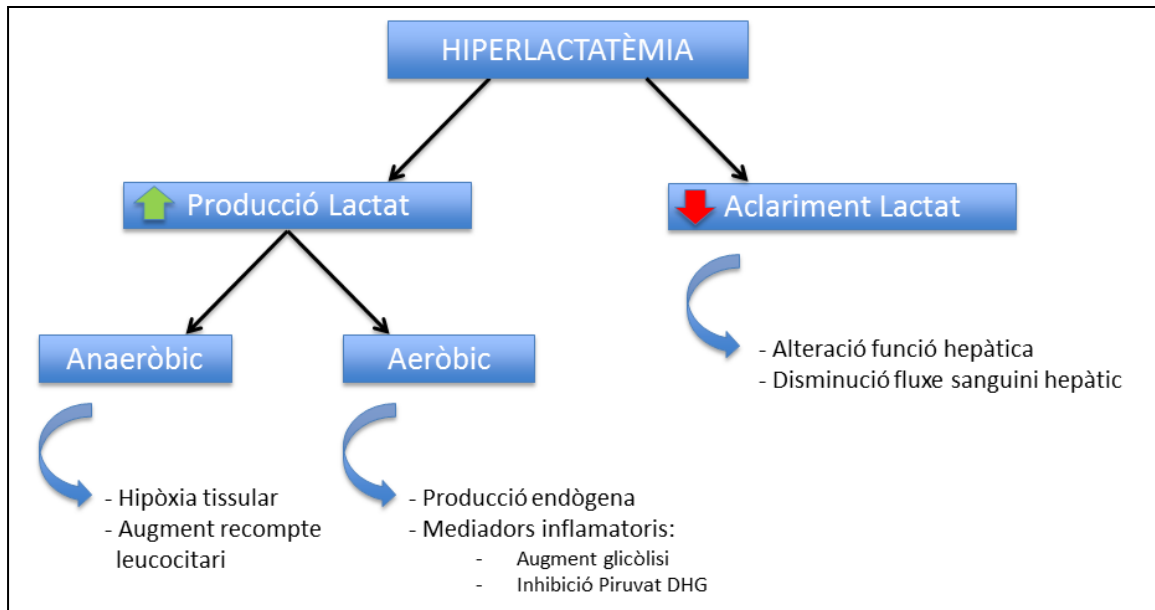 HIPERLACTATÈMIA
Producció Lactat
Aclariment Lactat
Anaeròbic
Aeròbic
- Alteració funció hepàtica
- Disminució fluxe sanguini hepàtic
- Hipòxia tissular
- Augment recompte
leucocitari
- Producció endògena
- Mediadors inflamatoris:
- Augment glicòlisi
- Inhibició Piruvat DHG